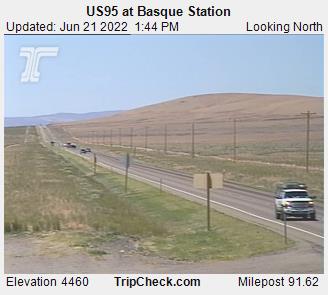 US95 at Basque Station
Updated: Jun 21 2022 1:44 PM Looking North
Elevation 4460 TripCheck.com Milepost 91.62